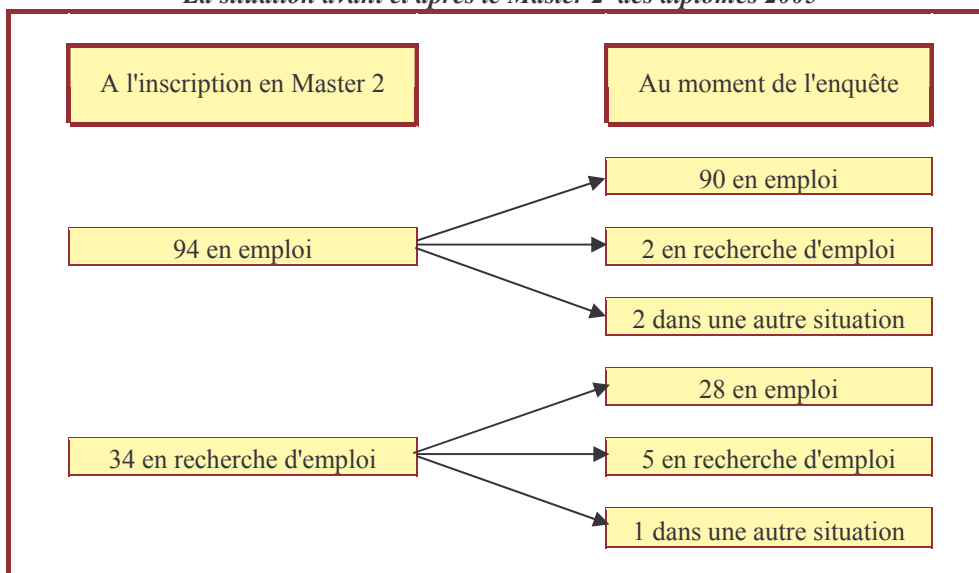 La situation avant et après le Master 2 des diplômés 2005
A l'inscription en Master 2
Au moment de l'enquête
94 en emploi
90 en emploi
2 en recherche d'emploi
2 dans une autre situation
34 en recherche d'emploi
28 en emploi
5 en recherche d'emploi
1 dans une autre situation